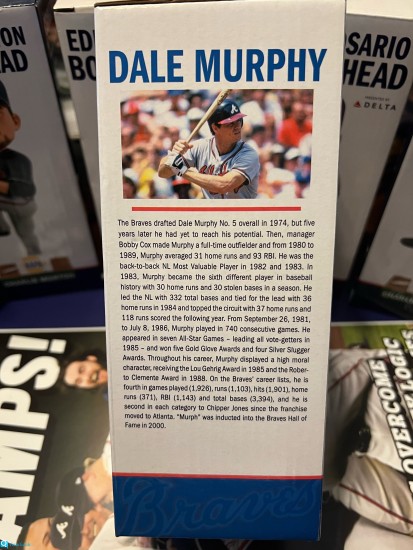 DALE MURPHY
The Braves drafted Dale Murphy No. 5 overall in 1974, but five
years later he had yet to reach his potential. Then, manager
Bobby Cox made Murphy a full-time outfielder and from 1980 to
1989, Murphy averaged 31 home runs and 93 RBI. He was the
back-to-back NL Most Valuable Player in 1982 and 1983. In
1983, Murphy became the sixth different player in baseball
history with 30 home runs and 30 stolen bases in a season. He
led the NL with 332 total bases and tied for the lead with 36
home runs in 1984 and topped the circuit with 37 home runs and
118 runs scored the following year. From September 26, 1981,
to July 8, 1986, Murphy played in 740 consecutive games. He
appeared in seven All-Star Games – leading all vote-getters in
1985 – and won five Gold Glove Awards and four Silver Slugger
Awards. Throughout his career, Murphy displayed a high moral
character, receiving the Lou Gehrig Award in 1985 and the Rober-
to Clemente Award in 1988. On the Braves' career lists, he is
fourth in games played (1,926), runs (1,103), hits (1,901), home
runs (371), RBI (1,143) and total bases (3,394), and he is
second in each category to Chipper Jones since the franchise
moved to Atlanta. "Murph" was inducted into the Braves Hall of
Fame in 2000.
Braves
ON
EAD
ED
BO
SARIO
HEAD
PRESENTED BY
DELTA
AMPS!
OVERCOMES